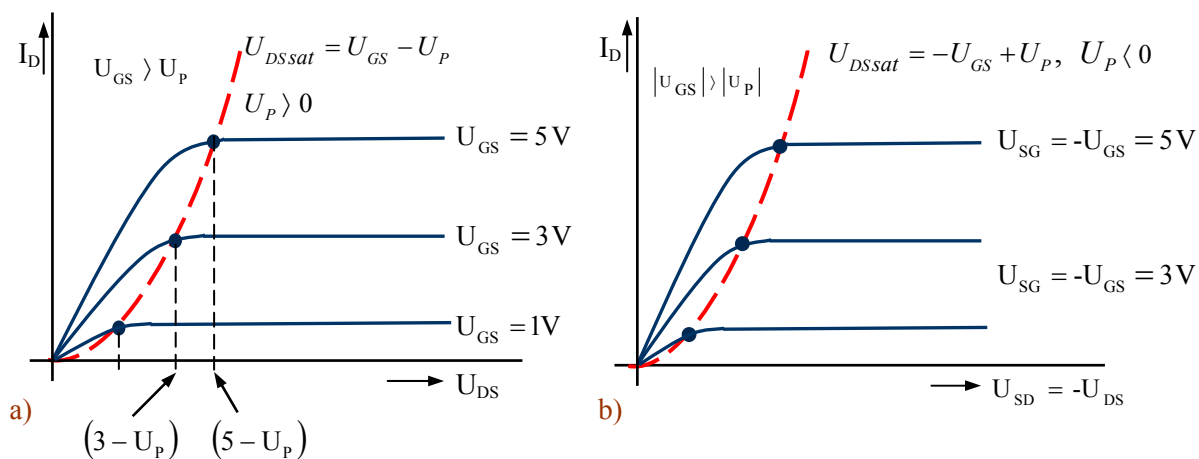 I_D
U_GS 〉 U_P
U_DSsat = U_GS − U_P
U_P 〉 0
U_GS = 5V
U_GS = 3V
U_GS = 1V
U_DS
a)
(3 − U_P)
(5 − U_P)
I_D
|U_GS| 〉 |U_P|
U_DSsat = −U_GS + U_P, U_P 〈 0
U_SG = -U_GS = 5V
U_SG = -U_GS = 3V
U_SD = -U_DS
b)